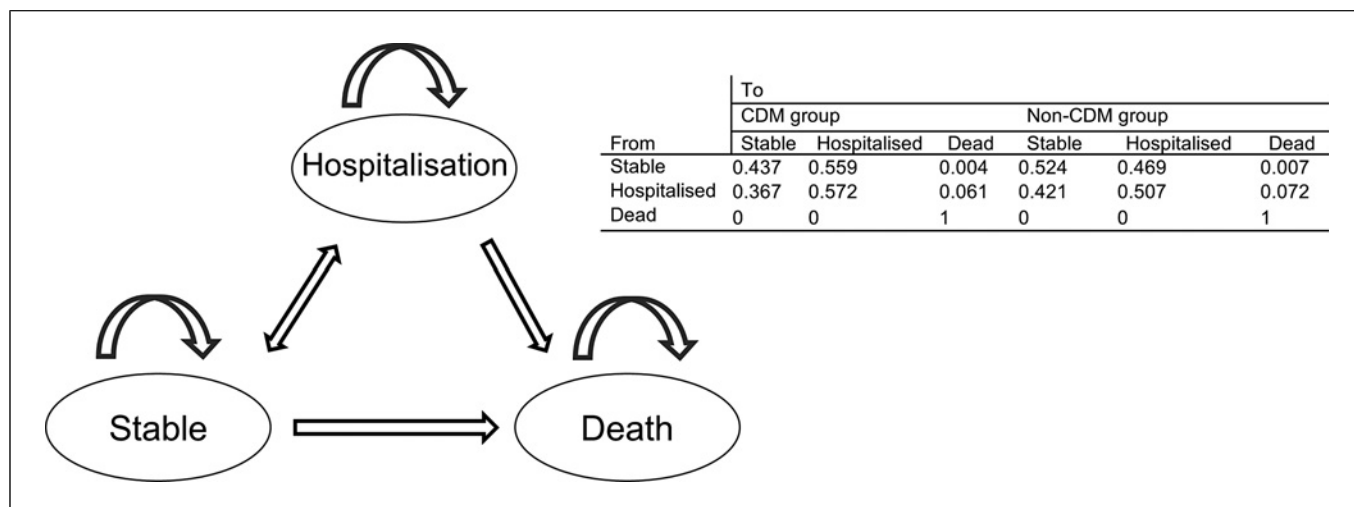 Hospitalisation
Stable
Death
To
CDM group Non-CDM group
From Stable Hospitalised Dead Stable Hospitalised Dead
Stable 0.437 0.559 0.004 0.524 0.469 0.007
Hospitalised 0.367 0.572 0.061 0.421 0.507 0.072
Dead 0 0 1 0 0 1